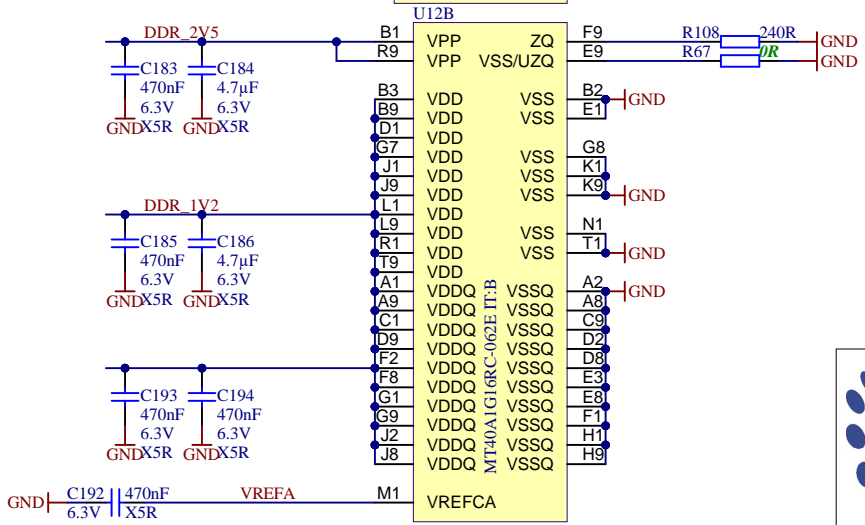 U12B
DDR_2V5 B1 VPP ZQ F9 R108 240R GND
R9 VPP VSS/UZQ E9 R67 0R GND
C183 C184
470nF 4.7µF
6.3V 6.3V
GND X5R GND X5R
B3 VDD VSS B2 GND
B9 VDD VSS E1
D1 VDD
G7 VDD VSS G8
J1 VDD VSS K1
J9 VDD VSS K9 GND
DDR_1V2 L1 VDD
L9 VDD VSS N1
R1 VDD VSS T1 GND
T9 VDD
C185 C186
470nF 4.7µF
6.3V 6.3V
GND X5R GND X5R
A1 VDDQ VSSQ A2 GND
A9 VDDQ VSSQ A8
C1 VDDQ VSSQ C9
D9 VDDQ VSSQ D2
F2 VDDQ VSSQ D8
F8 VDDQ VSSQ E3
G1 VDDQ VSSQ E8
G9 VDDQ VSSQ F1
J2 VDDQ VSSQ H1
J8 VDDQ VSSQ H9
MT40A1G16RC-062E IT:B
C193 C194
470nF 470nF
6.3V 6.3V
GND X5R GND X5R
GND C192 470nF VREFA M1 VREFCA
6.3V X5R